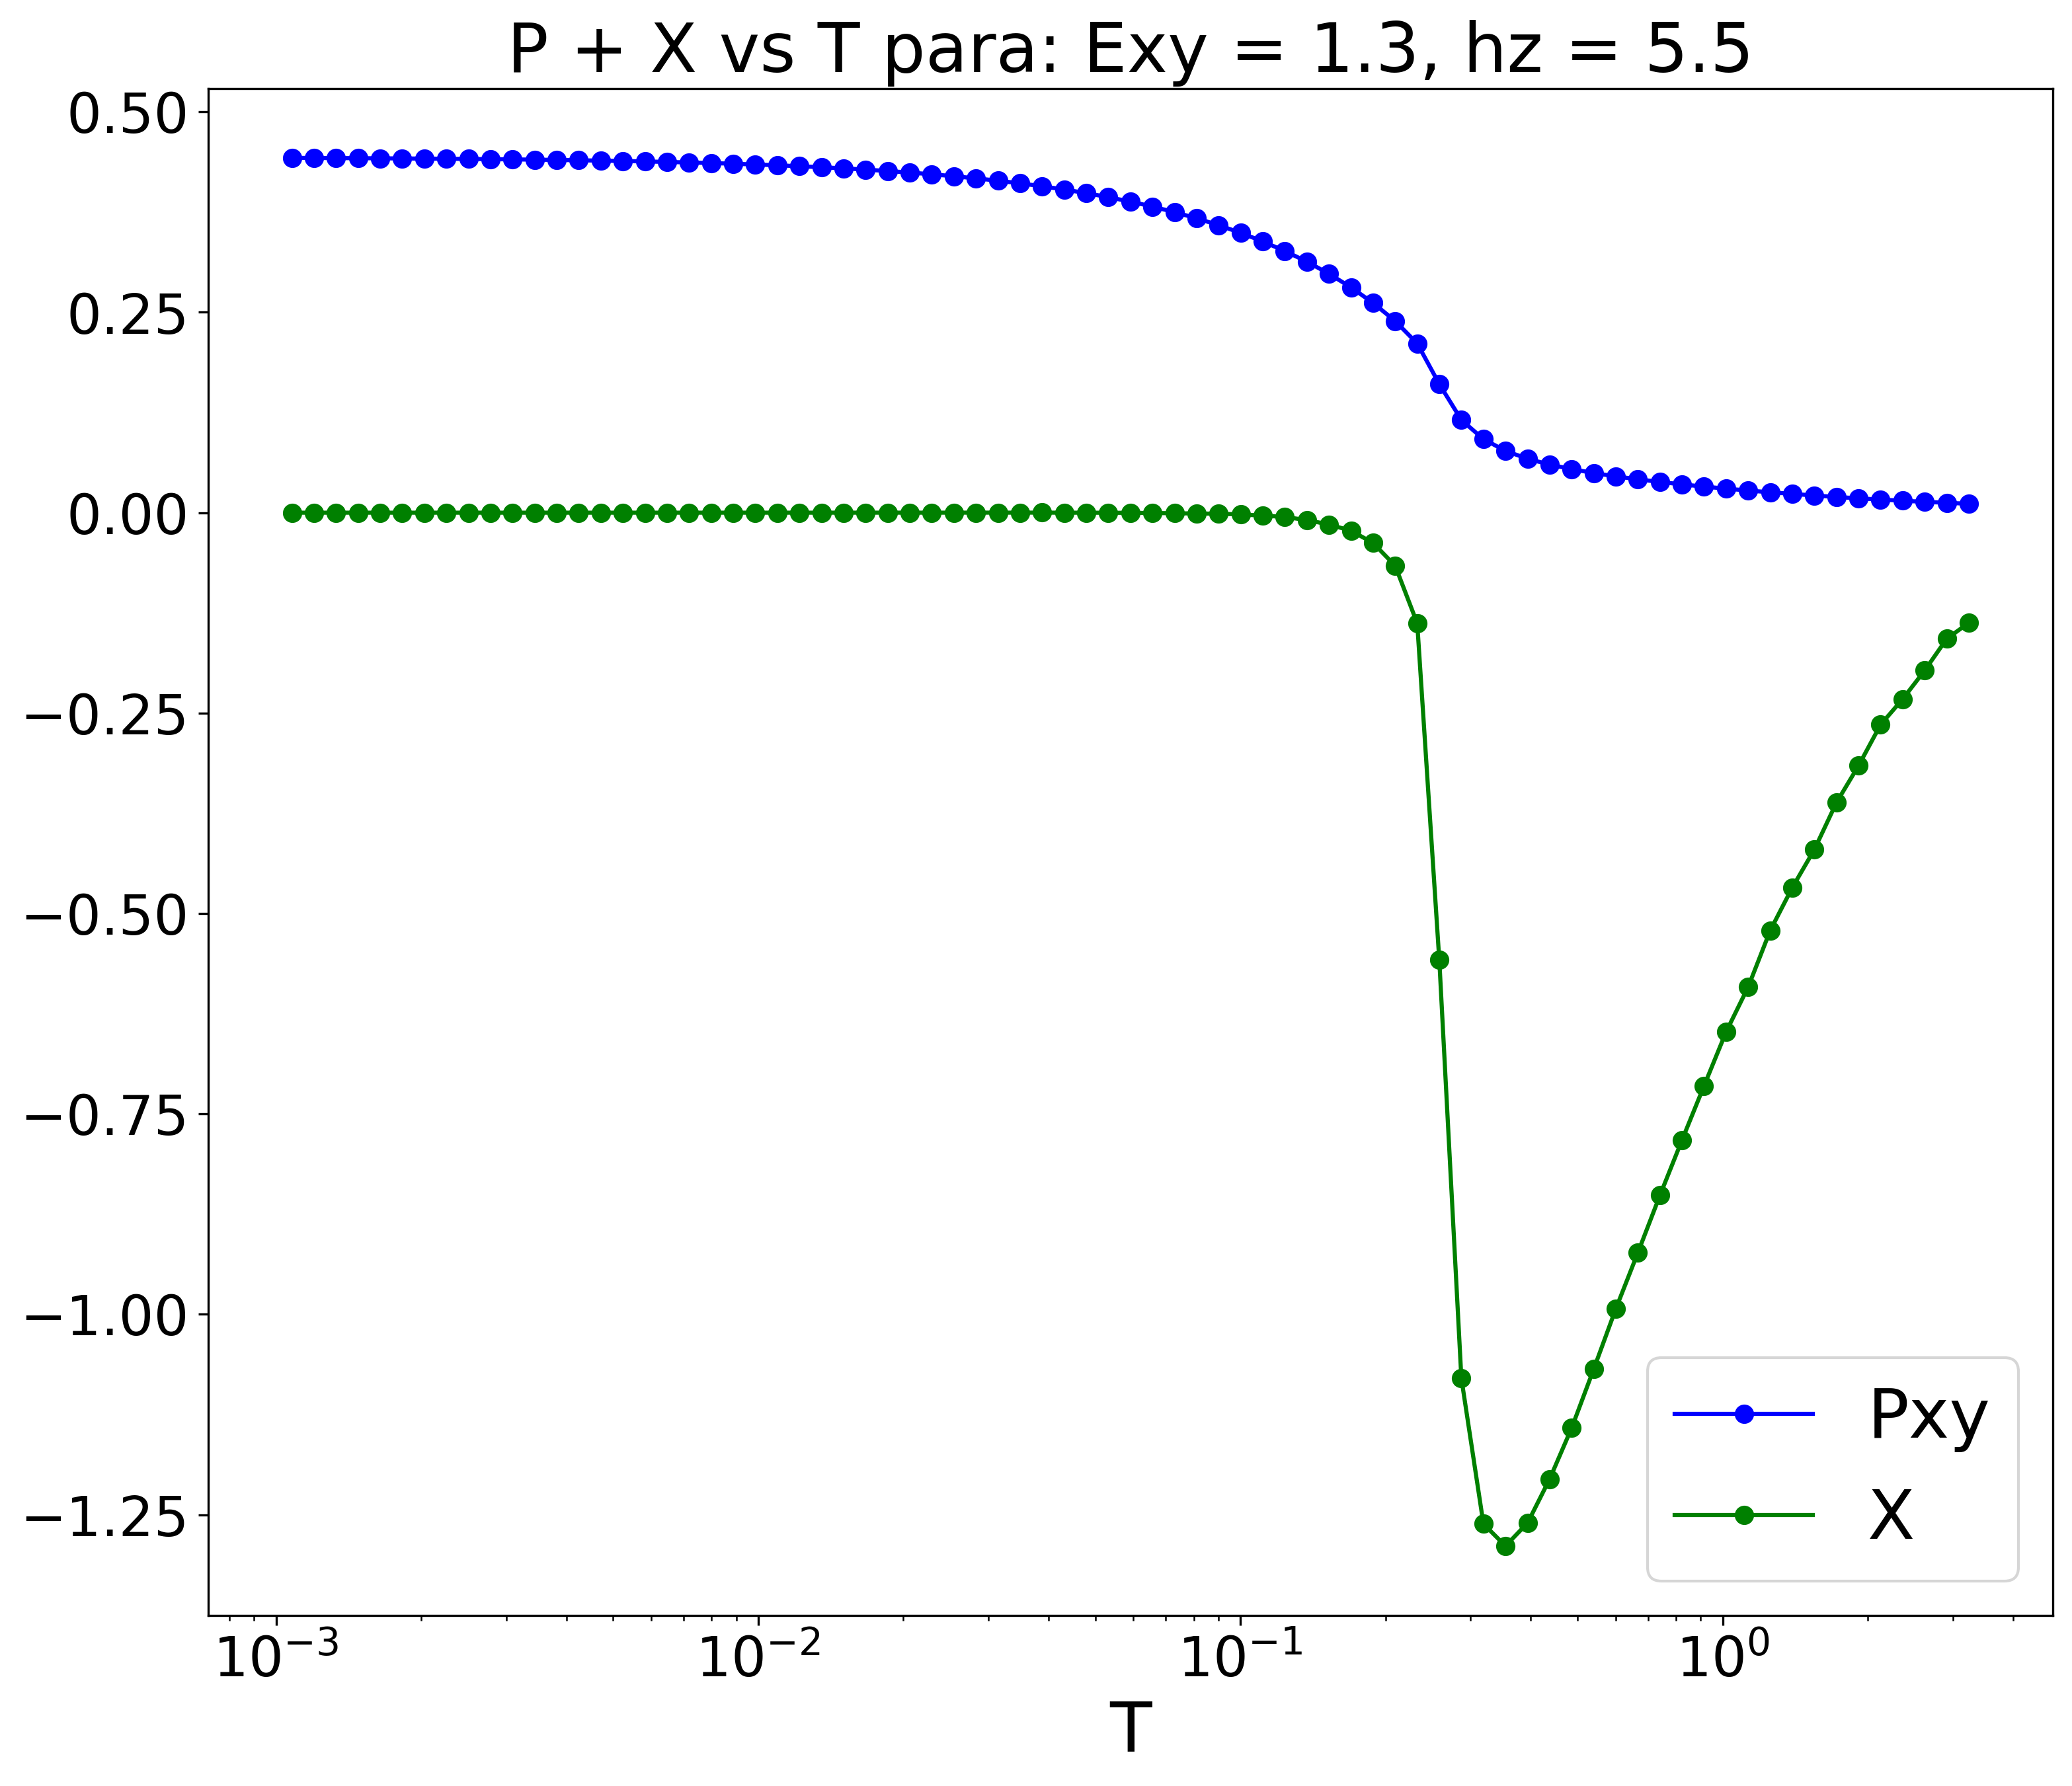 P + X vs T para: Exy = 1.3, hz = 5.5
0.50
0.25
0.00
−0.25
−0.50
−0.75
−1.00
−1.25
Pxy
X
10⁻³ 10⁻² 10⁻¹ 10⁰
T